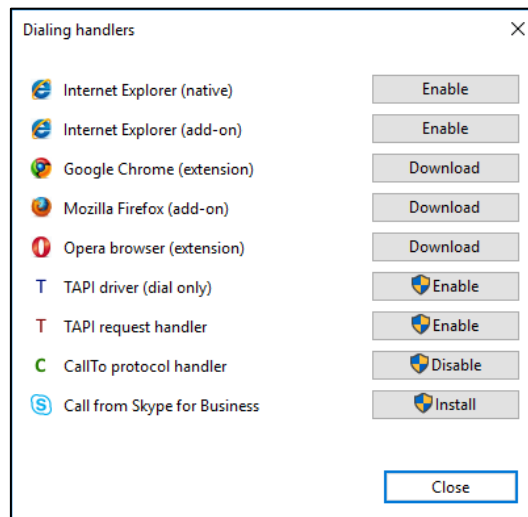 Dialing handlers
Internet Explorer (native) Enable
Internet Explorer (add-on) Enable
Google Chrome (extension) Download
Mozilla Firefox (add-on) Download
Opera browser (extension) Download
T TAPI driver (dial only) Enable
T TAPI request handler Enable
C CallTo protocol handler Disable
S Call from Skype for Business Install
Close